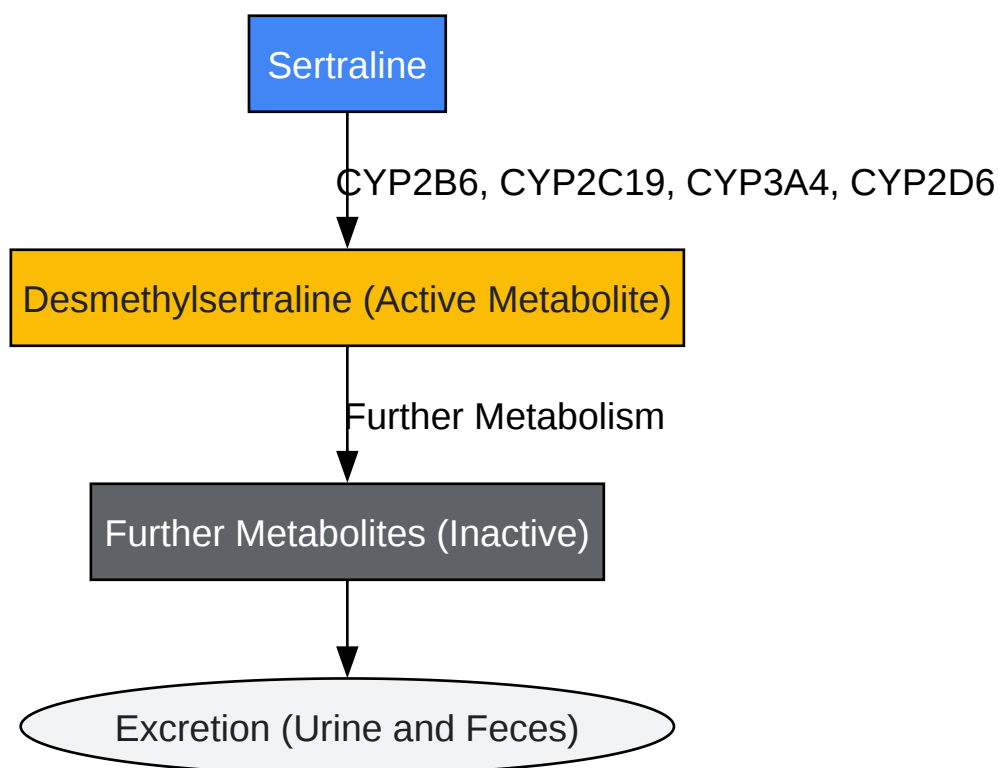 Sertraline
CYP2B6, CYP2C19, CYP3A4, CYP2D6
Desmethylsertraline (Active Metabolite)
Further Metabolism
Further Metabolites (Inactive)
Excretion (Urine and Feces)